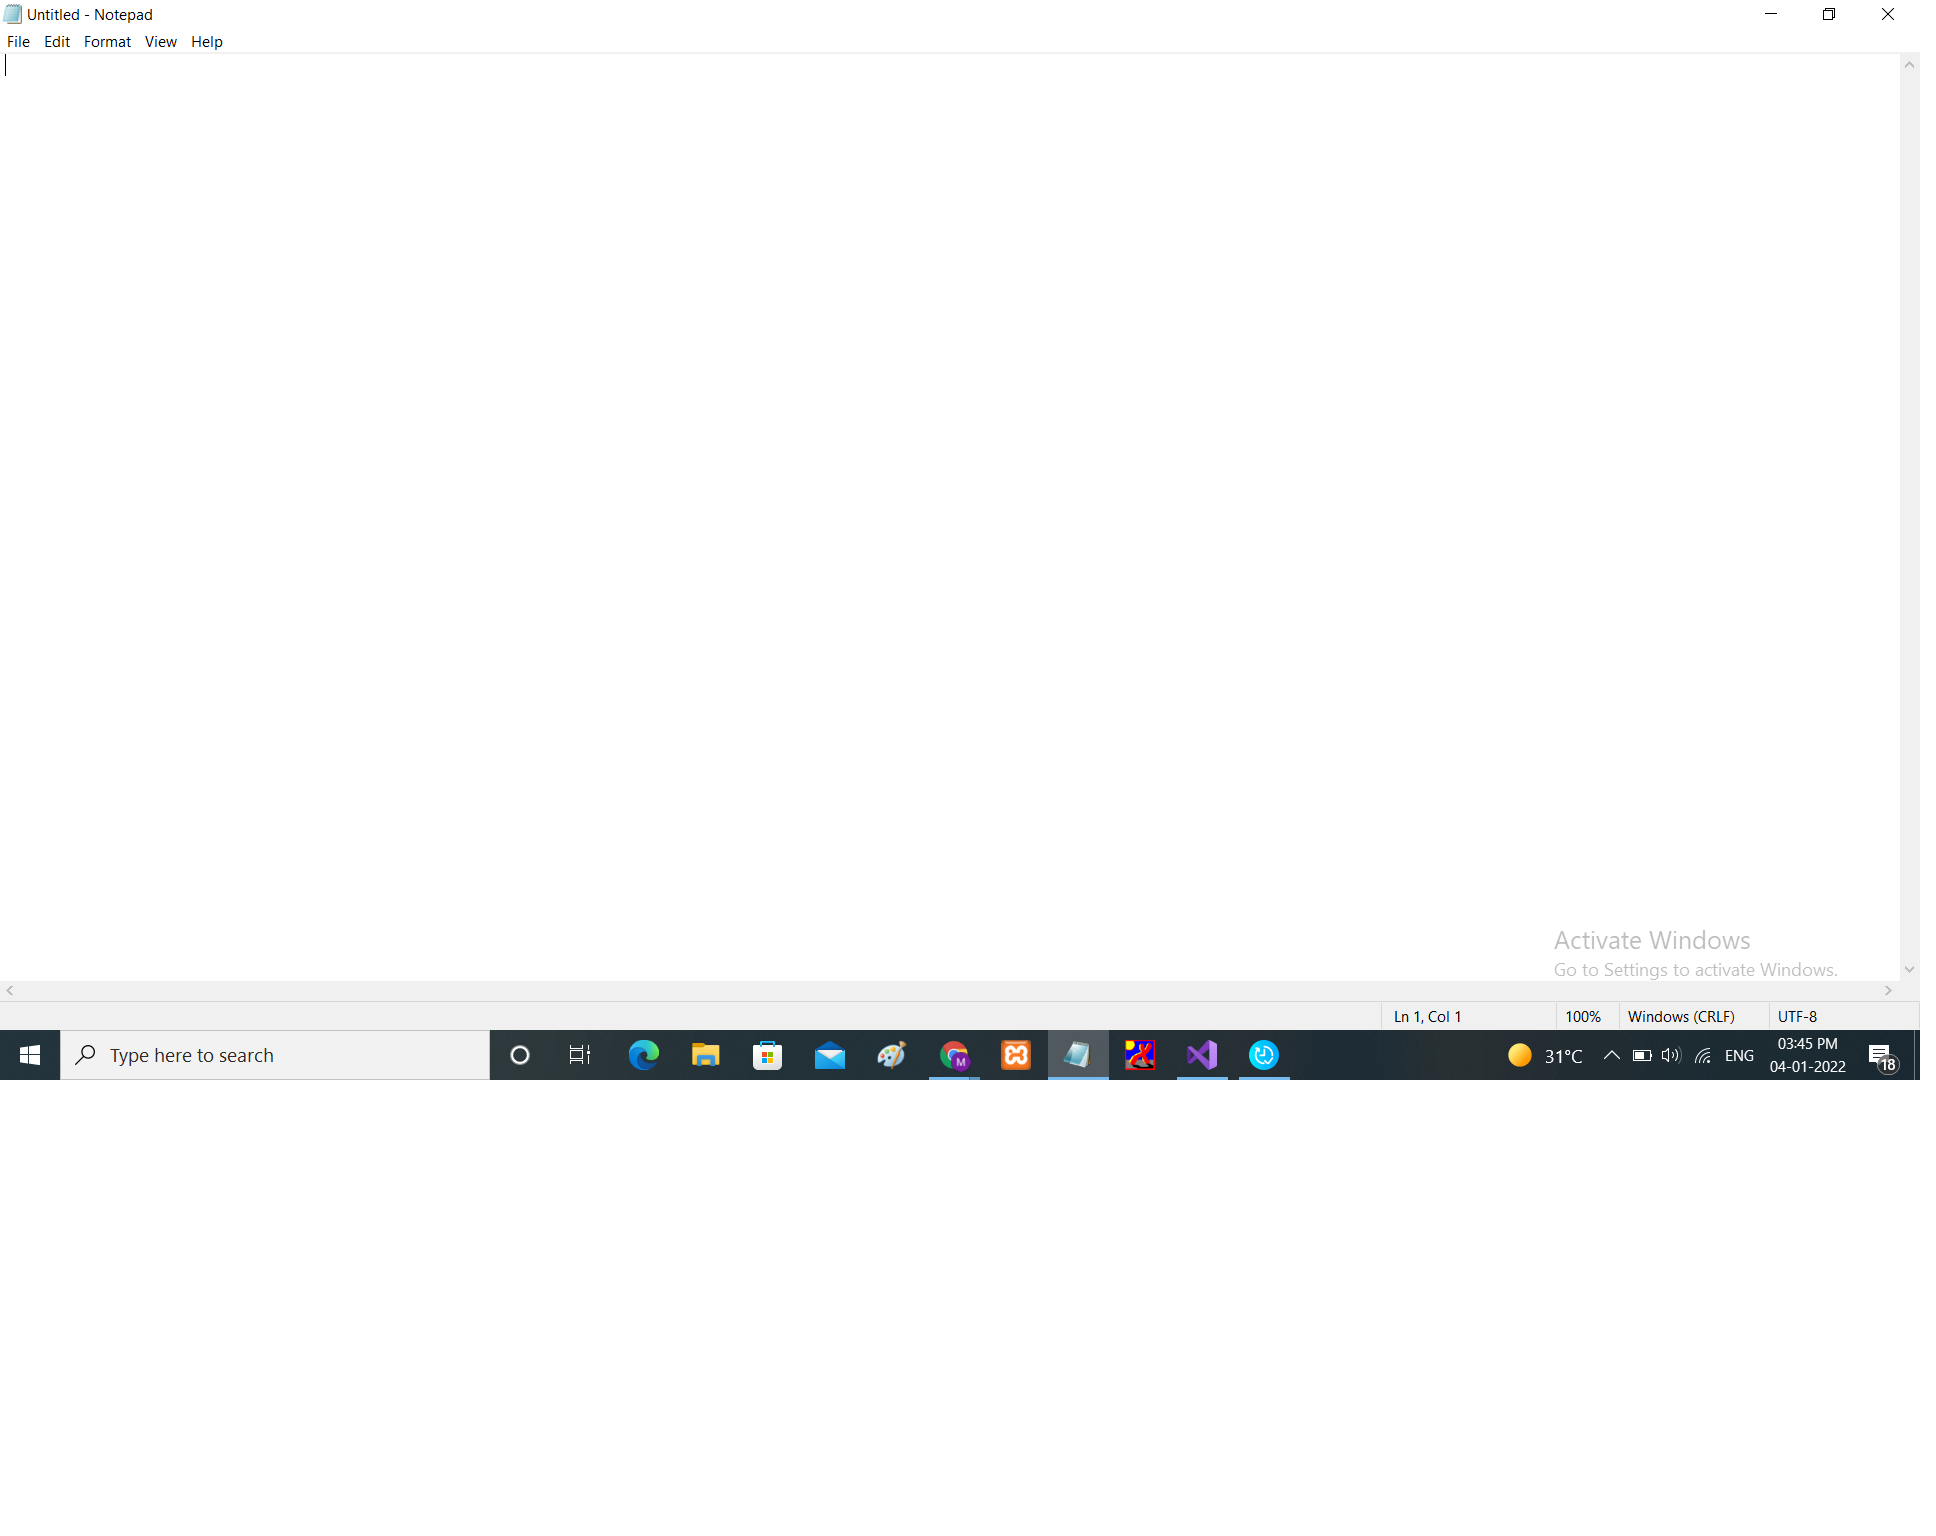 Untitled - Notepad
File Edit Format View Help
Activate Windows
Go to Settings to activate Windows.
Ln 1, Col 1 100% Windows (CRLF) UTF-8
Type here to search
M
31°C ENG
03:45 PM
04-01-2022
18